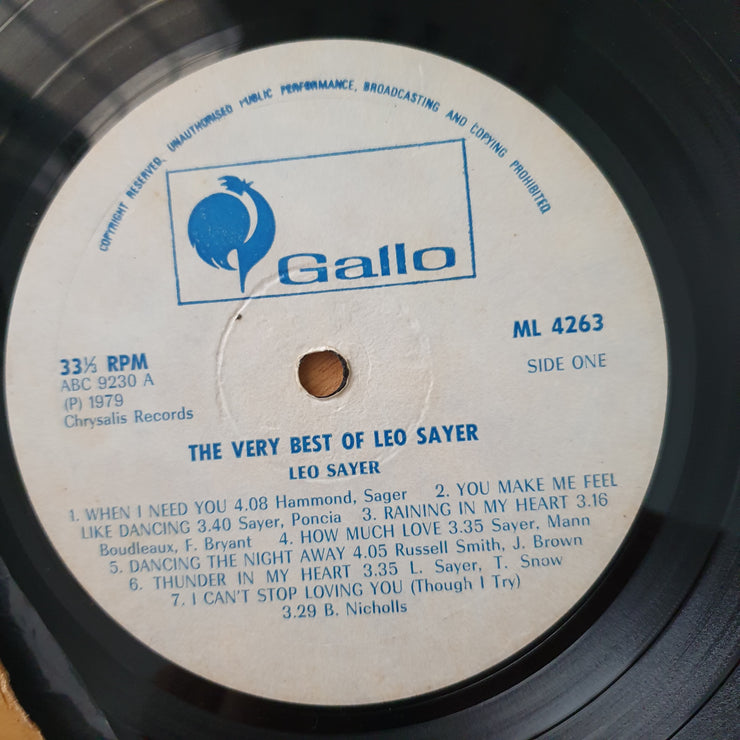 COPYRIGHT RESERVED, UNAUTHORISED PUBLIC PERFORMANCE, BROADCASTING AND COPYING PROHIBITED
Gallo
33⅓ RPM
ABC 9230 A
(P) 1979
Chrysalis Records
ML 4263
SIDE ONE
THE VERY BEST OF LEO SAYER
LEO SAYER
1. WHEN I NEED YOU 4.08 Hammond, Sager 2. YOU MAKE ME FEEL
LIKE DANCING 3.40 Sayer, Poncia 3. RAINING IN MY HEART 3.16
Boudleaux, F. Bryant 4. HOW MUCH LOVE 3.35 Sayer, Mann
5. DANCING THE NIGHT AWAY 4.05 Russell Smith, J. Brown
6. THUNDER IN MY HEART 3.35 L. Sayer, T. Snow
7. I CAN'T STOP LOVING YOU (Though I Try)
3.29 B. Nicholls